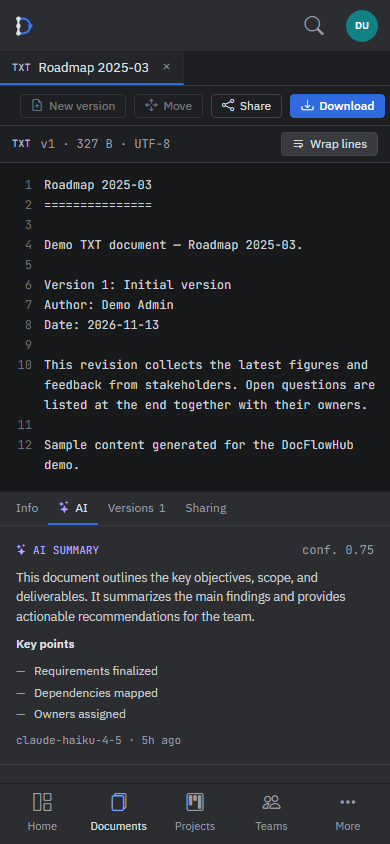 DU
TXT Roadmap 2025-03 ×
New version Move Share Download
TXT v1 · 327 B · UTF-8 Wrap lines
1 Roadmap 2025-03
2 ===============
3
4 Demo TXT document — Roadmap 2025-03.
5
6 Version 1: Initial version
7 Author: Demo Admin
8 Date: 2026-11-13
9
10 This revision collects the latest figures and
feedback from stakeholders. Open questions are
listed at the end together with their owners.
11
12 Sample content generated for the DocFlowHub
demo.
Info AI Versions 1 Sharing
AI SUMMARY conf. 0.75
This document outlines the key objectives, scope, and
deliverables. It summarizes the main findings and provides
actionable recommendations for the team.
Key points
— Requirements finalized
— Dependencies mapped
— Owners assigned
claude-haiku-4-5 · 5h ago
Home Documents Projects Teams More